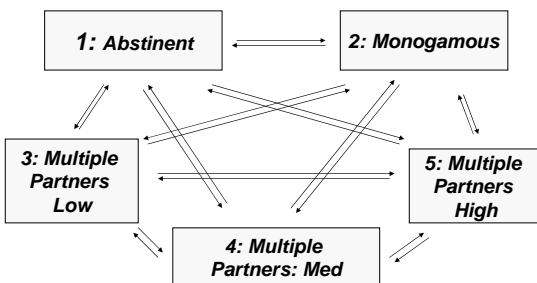 1: Abstinent
2: Monogamous
3: Multiple
Partners
Low
5: Multiple
Partners
High
4: Multiple
Partners: Med